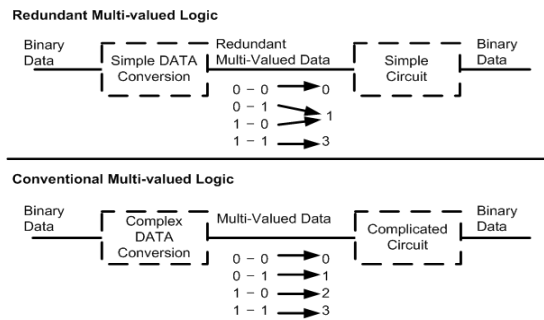 Redundant Multi-valued Logic
Binary
Data
Simple DATA
Conversion
Redundant
Multi-Valued Data
Simple
Circuit
Binary
Data
0 – 0 0
0 – 1
1 – 0 1
1 – 1 3
Conventional Multi-valued Logic
Binary
Data
Complex
DATA
Conversion
Multi-Valued Data
Complicated
Circuit
Binary
Data
0 – 0 0
0 – 1 1
1 – 0 2
1 – 1 3